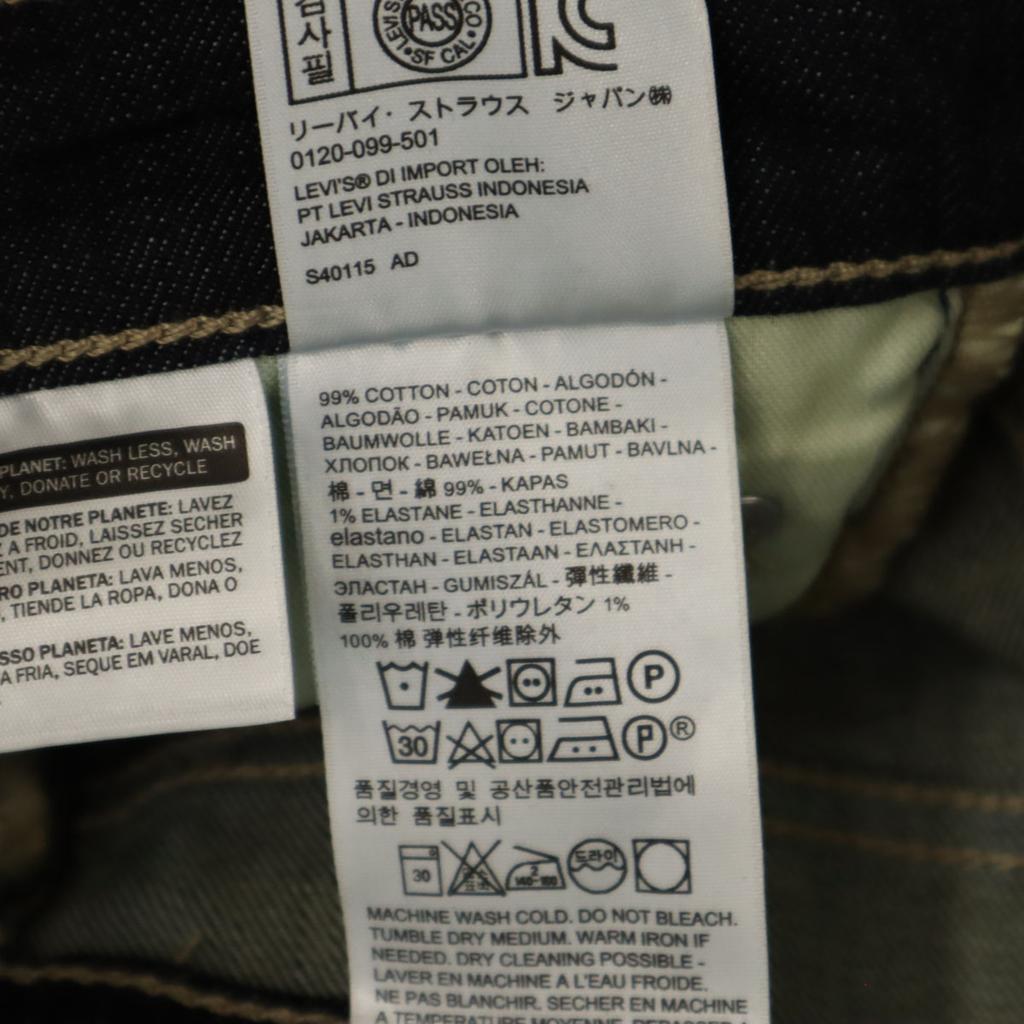 검사필
LEVI'S
CO
PASS
SF CAL
リーバイ・ストラウス ジャパン㈱
0120-099-501
LEVI'S® DI IMPORT OLEH:
PT LEVI STRAUSS INDONESIA
JAKARTA - INDONESIA
S40115 AD
PLANET: WASH LESS, WASH
Y, DONATE OR RECYCLE
DE NOTRE PLANETE: LAVEZ
Z A FROID, LAISSEZ SECHER
ENT, DONNEZ OU RECYCLEZ
RO PLANETA: LAVA MENOS,
, TIENDE LA ROPA, DONA O
SSO PLANETA: LAVE MENOS,
A FRIA, SEQUE EM VARAL, DOE
99% COTTON - COTON - ALGODÓN -
ALGODÃO - PAMUK - COTONE -
BAUMWOLLE - KATOEN - BAMBAKI -
ХЛОПОК - BAWEŁNA - PAMUT - BAVLNA -
棉 - 면 - 綿 99% - KAPAS
1% ELASTANE - ELASTHANNE -
elastano - ELASTAN - ELASTOMERO -
ELASTHAN - ELASTAAN - ΕΛΑΣΤΑΝΗ -
ЭЛАСТАН - GUMISZÁL - 彈性纖維 -
폴리우레탄 - ポリウレタン 1%
100% 棉 弹性纤维除外
P
30 P ®
품질경영 및 공산품안전관리법에
의한 품질표시
30 표백 2 140-160 드라이
MACHINE WASH COLD. DO NOT BLEACH.
TUMBLE DRY MEDIUM. WARM IRON IF
NEEDED. DRY CLEANING POSSIBLE -
LAVER EN MACHINE A L'EAU FROIDE.
NE PAS BLANCHIR. SECHER EN MACHINE
A TEMPERATURE MOYENNE. REPASSER A